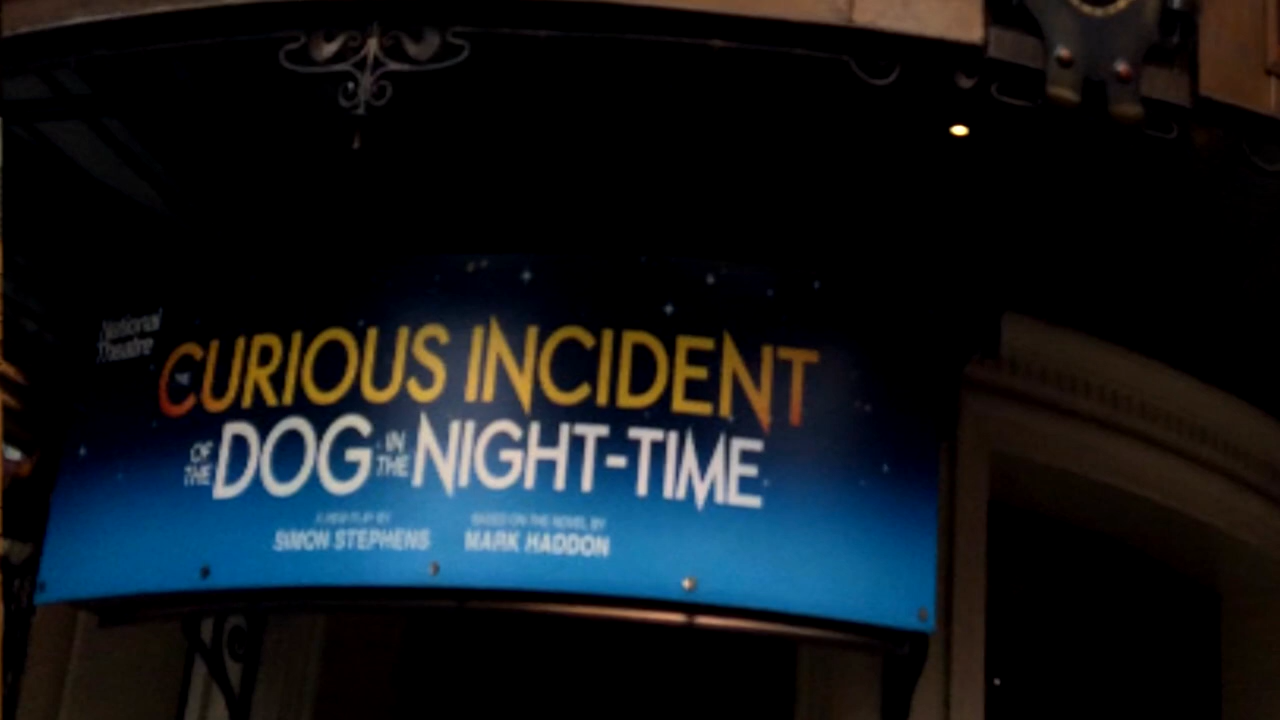 National
Theatre
THE CURIOUS INCIDENT
OF THE DOG IN THE NIGHT-TIME
A NEW PLAY BY
SIMON STEPHENS
BASED ON THE NOVEL BY
MARK HADDON